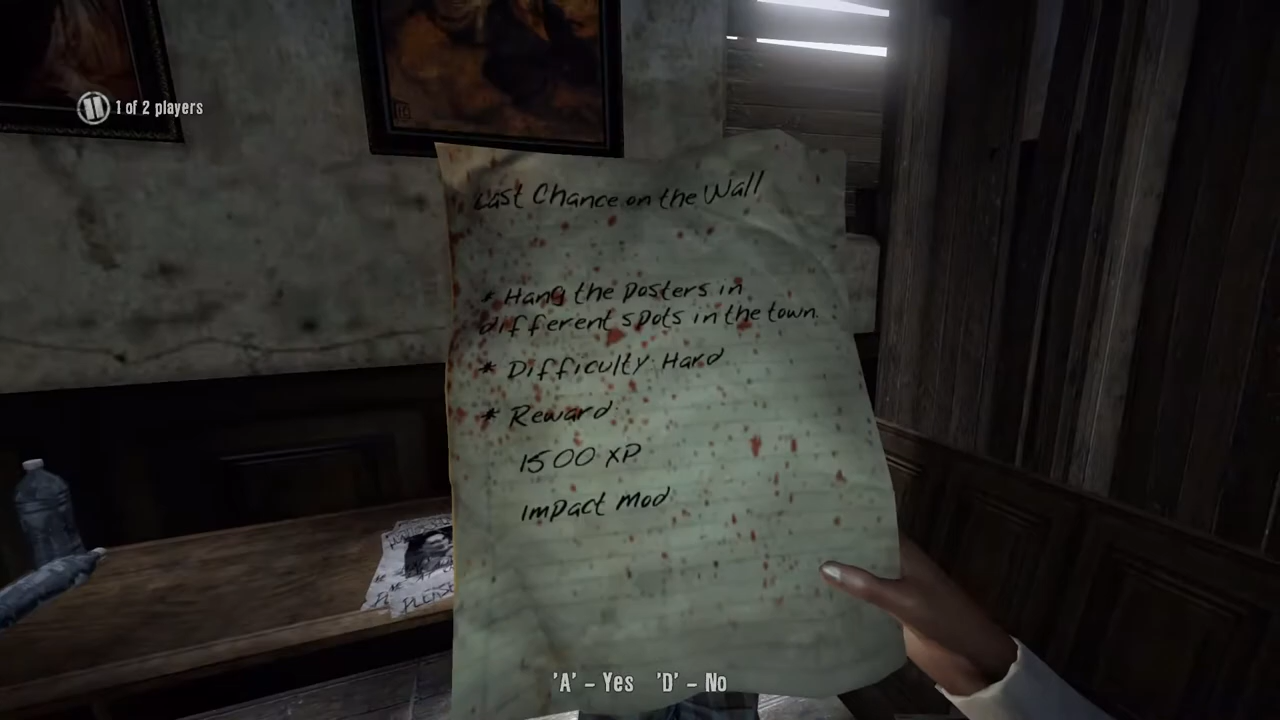 1 of 2 players
Last Chance on the Wall
* Hang the posters in
different spots in the town.
* Difficulty: Hard
* Reward:
1500 XP
Impact Mod
PLEASE
'A' - Yes 'D' - No